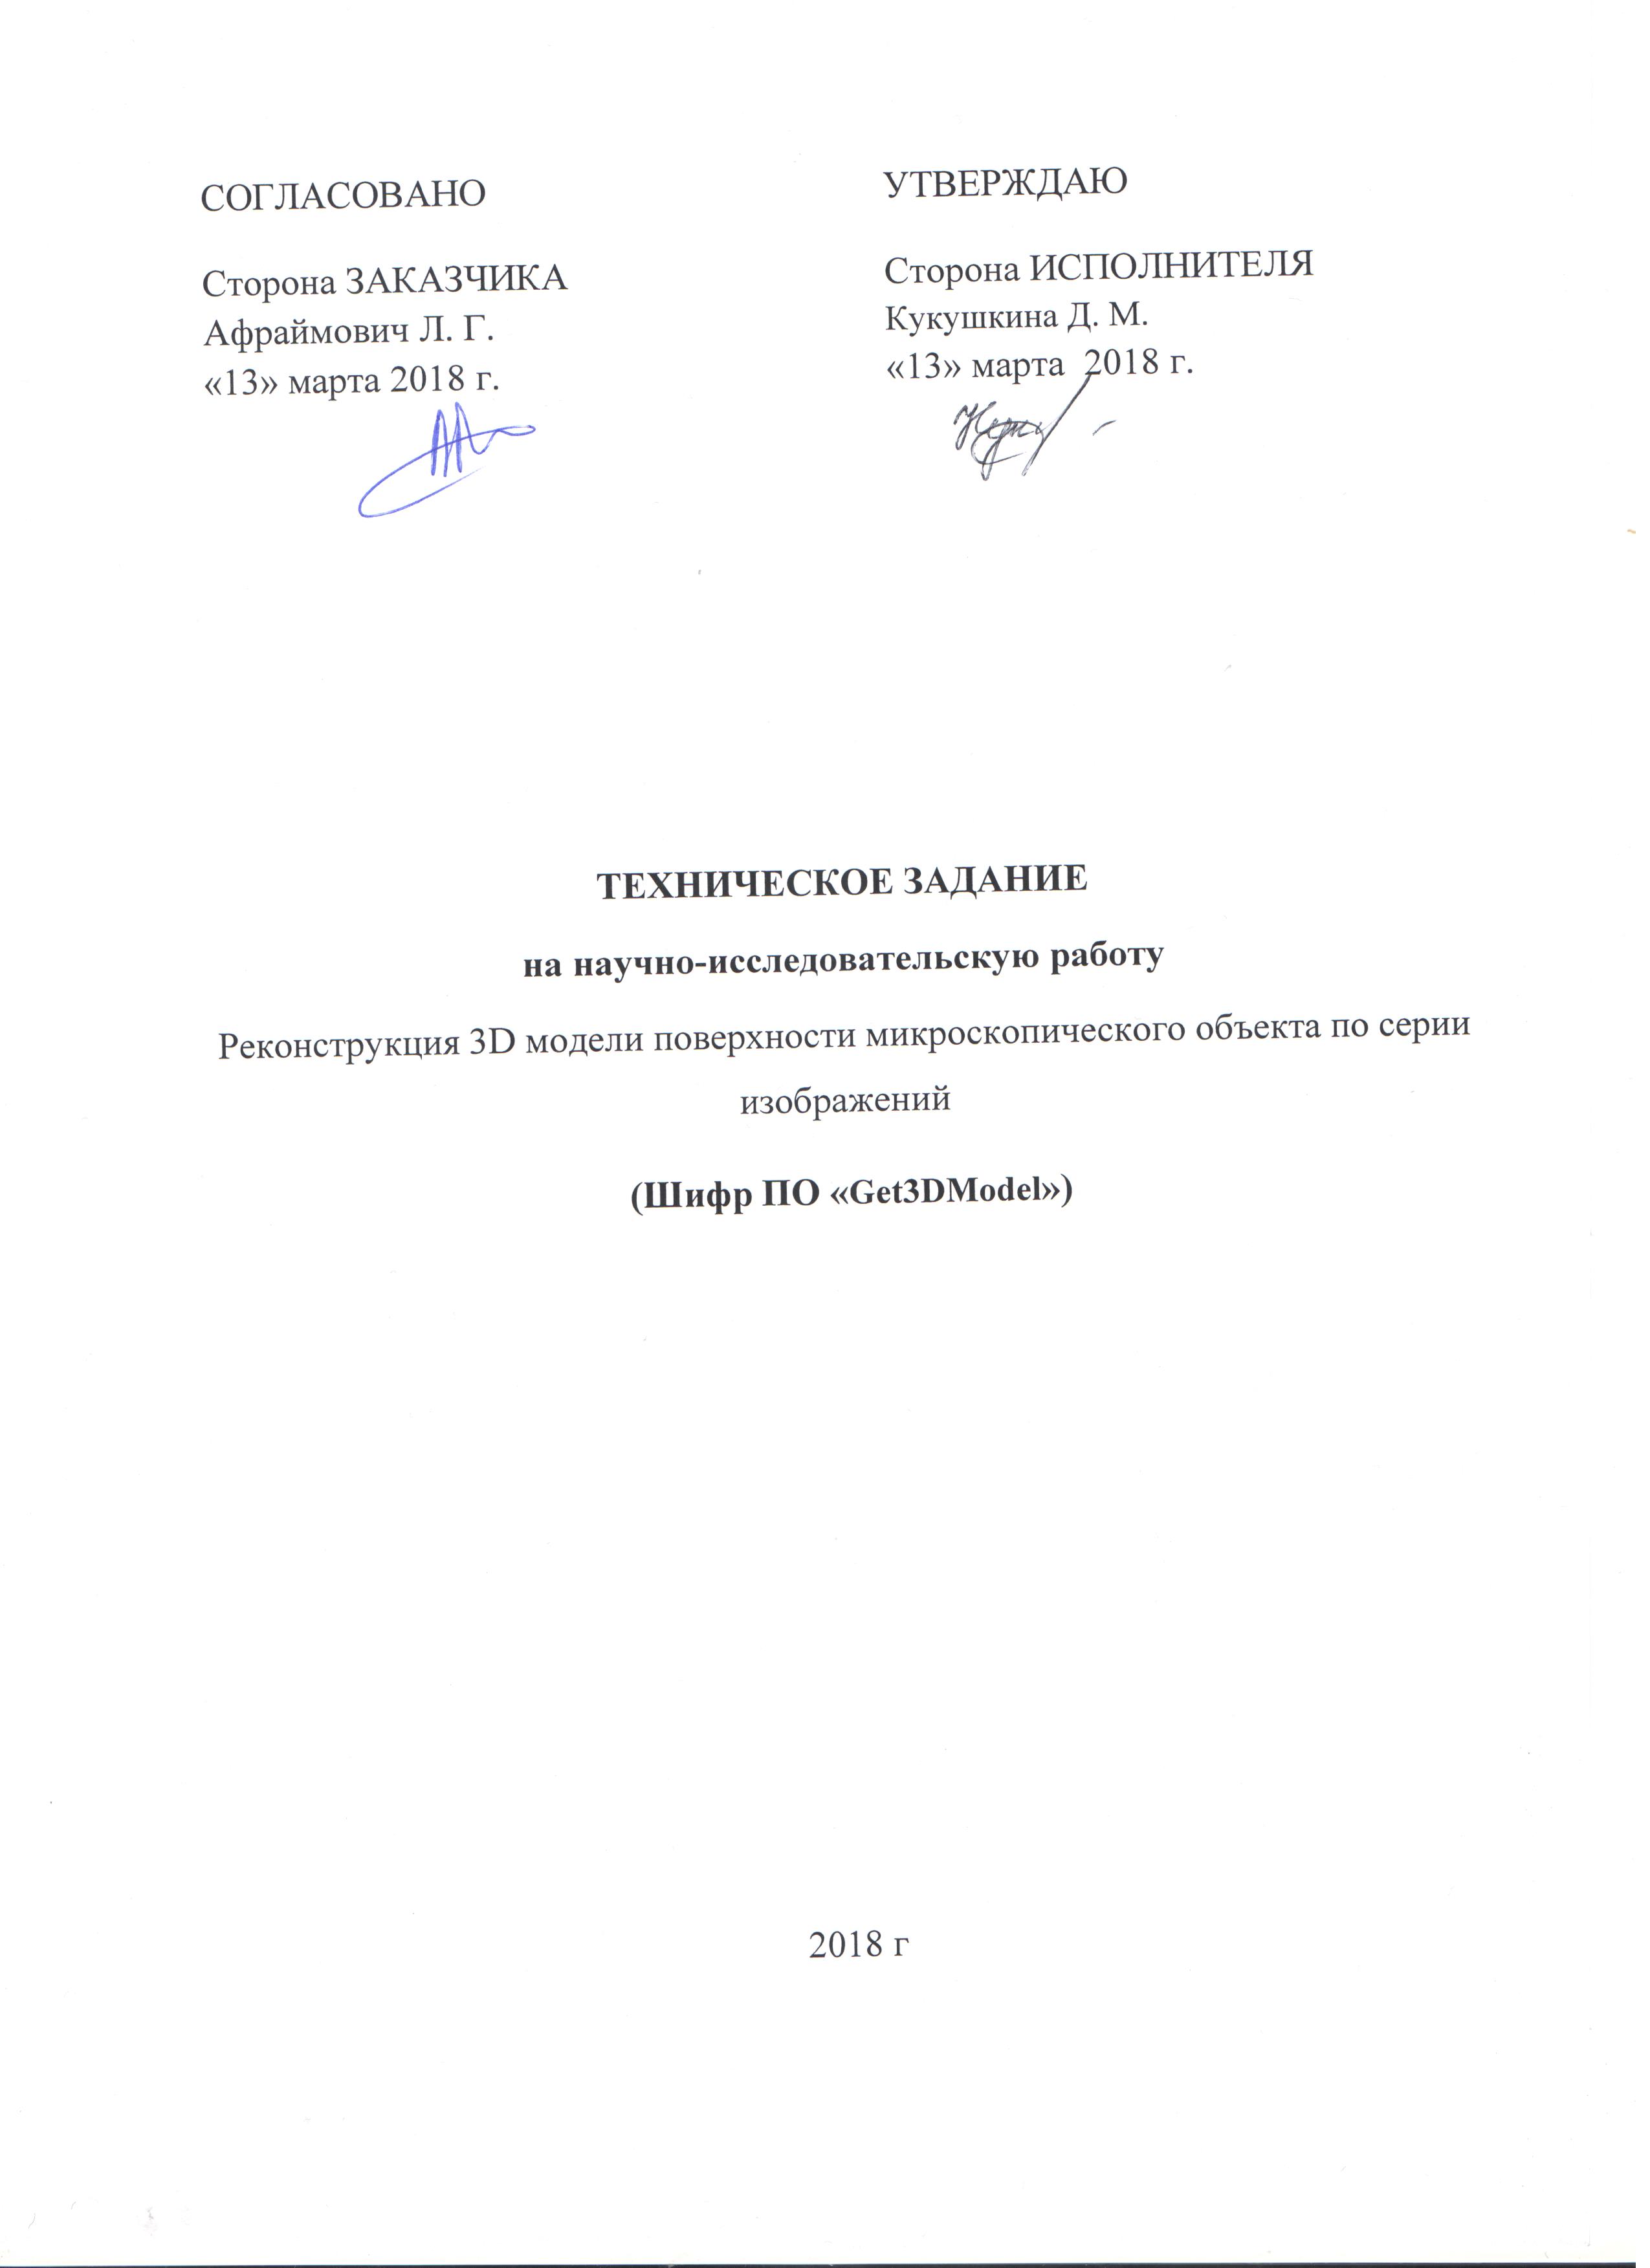 СОГЛАСОВАНО
Сторона ЗАКАЗЧИКА
Афраймович Л. Г.
«13» марта 2018 г.
УТВЕРЖДАЮ
Сторона ИСПОЛНИТЕЛЯ
Кукушкина Д. М.
«13» марта 2018 г.
ТЕХНИЧЕСКОЕ ЗАДАНИЕ
на научно-исследовательскую работу
Реконструкция 3D модели поверхности микроскопического объекта по серии
изображений
(Шифр ПО «Get3DModel»)
2018 г